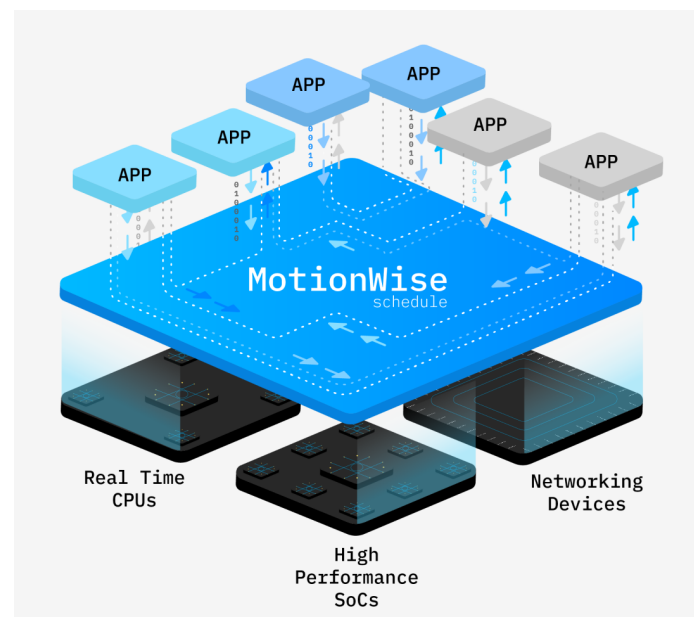 APP
APP
APP
APP
APP
APP
MotionWise
schedule
Real Time
CPUs
Networking
Devices
High
Performance
SoCs